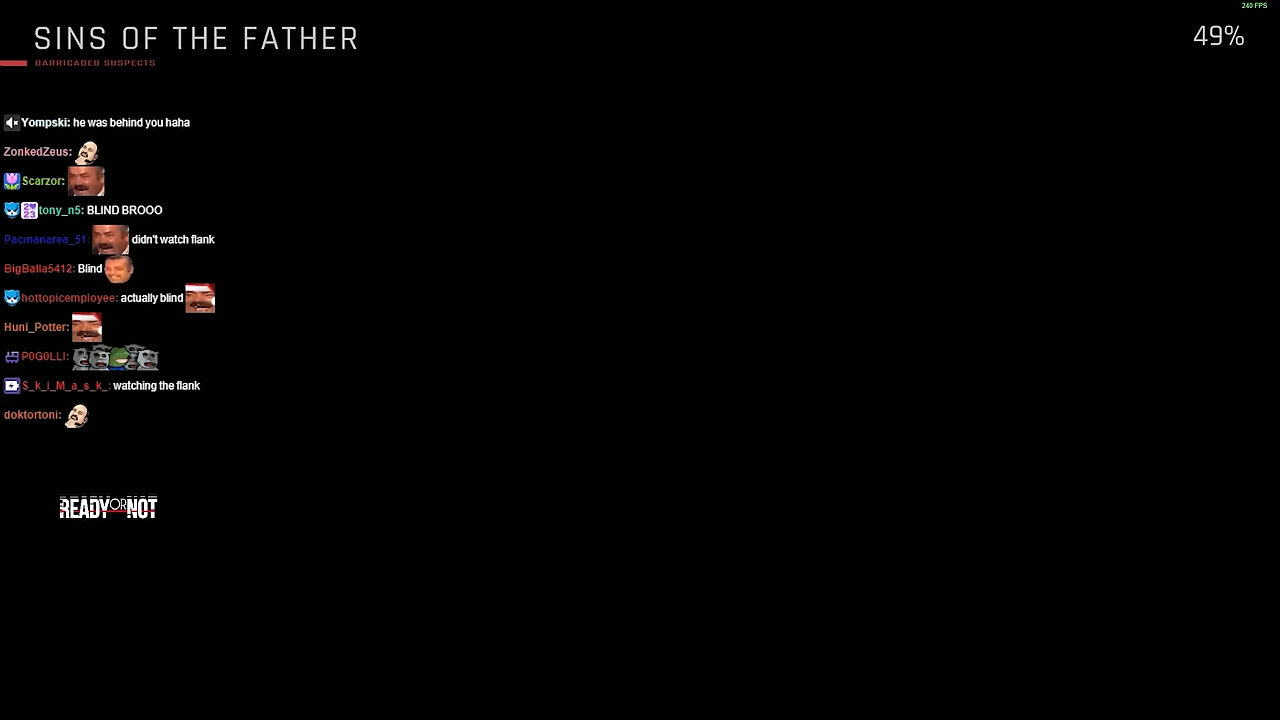 240 FPS
SINS OF THE FATHER
49%
BARRICADED SUSPECTS
Yompski: he was behind you haha
ZonkedZeus:
Scarzor:
tony_n5: BLIND BROOO
Pacmanarea_51: didn't watch flank
BigBalla5412: Blind
hottopicemployee: actually blind
Huni_Potter:
P0G0LLI:
S_k_i_M_a_s_k_: watching the flank
doktortoni:
READY OR NOT